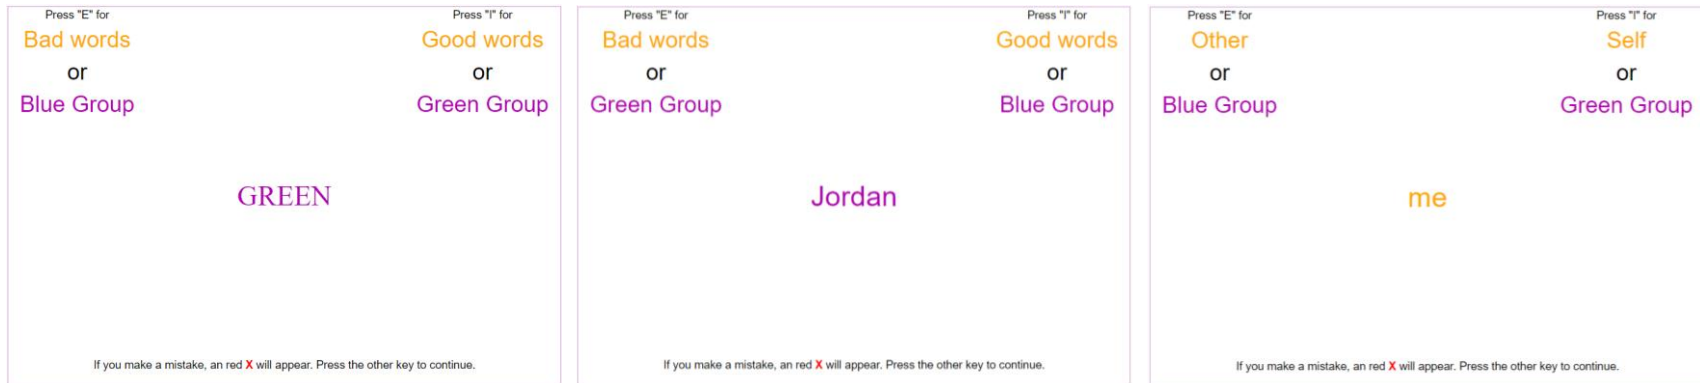 Press "E" for
Bad words
or
Blue Group
Press "I" for
Good words
or
Green Group
GREEN
If you make a mistake, an red X will appear. Press the other key to continue.
Press "E" for
Bad words
or
Green Group
Press "I" for
Good words
or
Blue Group
Jordan
If you make a mistake, an red X will appear. Press the other key to continue.
Press "E" for
Other
or
Blue Group
Press "I" for
Self
or
Green Group
me
If you make a mistake, an red X will appear. Press the other key to continue.